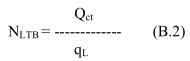 Q_ct
N_LTB = ------------- (B.2)
q_L